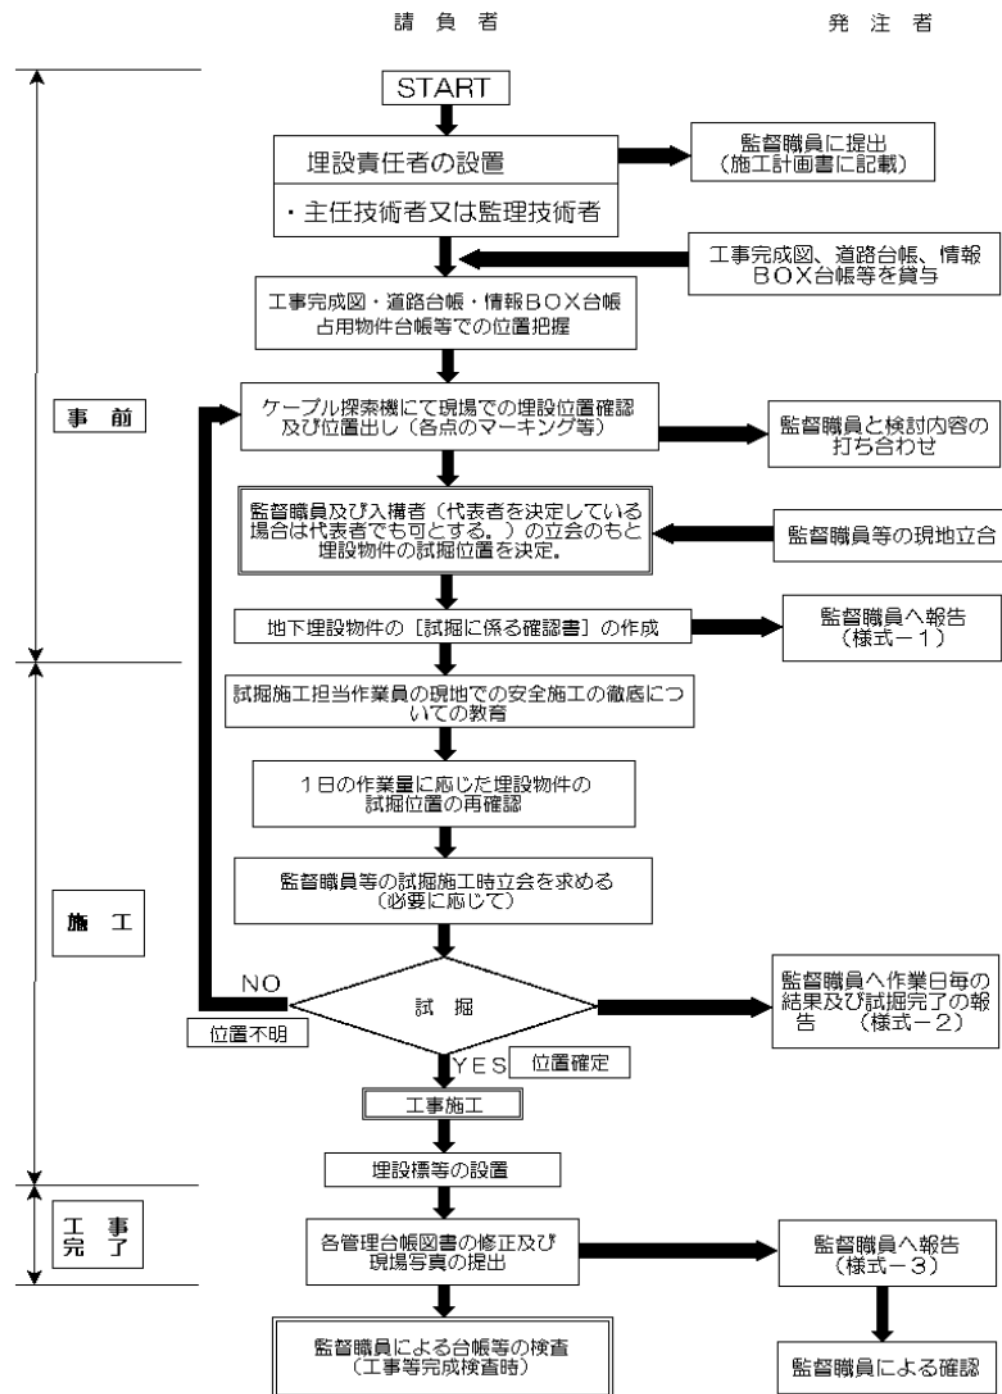 請 負 者
発 注 者
START
埋設責任者の設置
・主任技術者又は監理技術者
監督職員に提出
(施工計画書に記載)
工事完成図、道路台帳、情報
BOX台帳等を貸与
工事完成図・道路台帳・情報BOX台帳
占用物件台帳等での位置把握
事 前
ケーブル探索機にて現場での埋設位置確認
及び位置出し(各点のマーキング等)
監督職員と検討内容の
打ち合わせ
監督職員及び入構者(代表者を決定している
場合は代表者でも可とする。)の立会のもと
埋設物件の試掘位置を決定。
監督職員等の現地立合
地下埋設物件の[試掘に係る確認書]の作成
監督職員へ報告
(様式-1)
試掘施工担当作業員の現地での安全施工の徹底につ
いての教育
1日の作業量に応じた埋設物件の
試掘位置の再確認
監督職員等の試掘施工時立会を求める
(必要に応じて)
施 工
NO
位置不明
試 掘
監督職員へ作業日毎の
結果及び試掘完了の報
告 (様式-2)
YES
位置確定
工事施工
埋設標等の設置
工 事
完 了
各管理台帳図書の修正及び
現場写真の提出
監督職員へ報告
(様式-3)
監督職員による台帳等の検査
(工事等完成検査時)
監督職員による確認